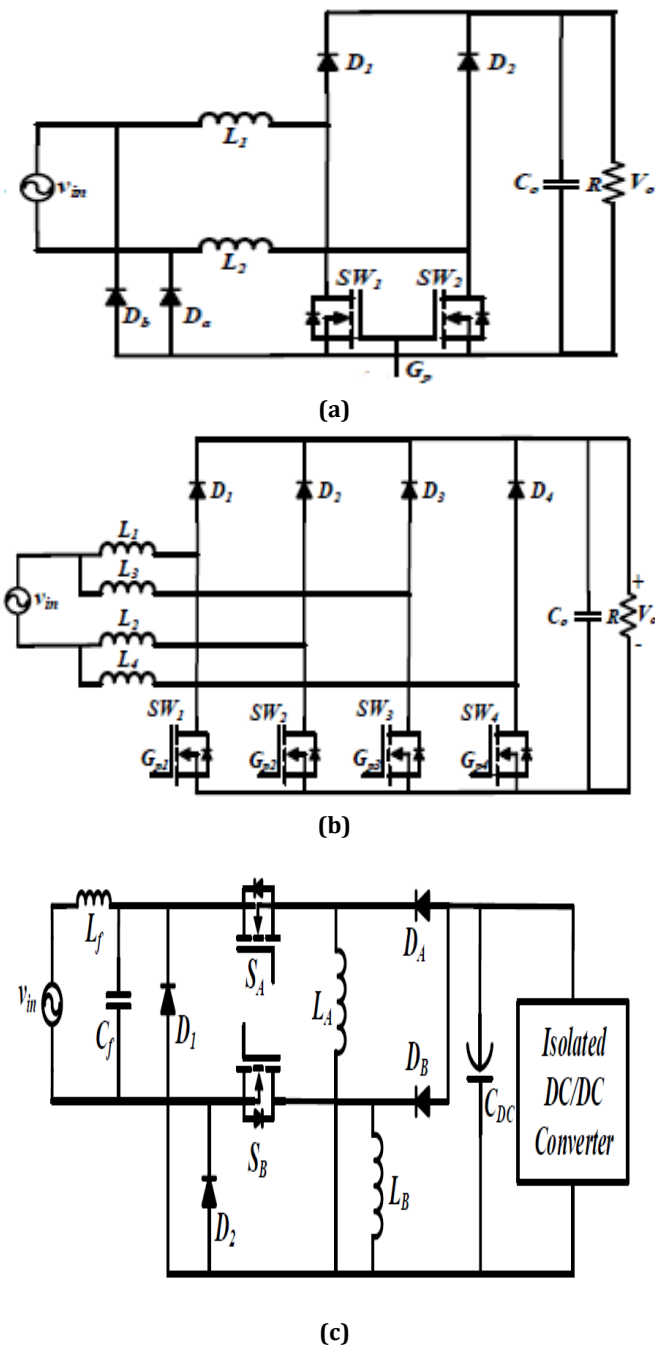 D1
D2
L1
vin
Co
R
Vo
L2
SW1
SW2
Db
Da
Gp
(a)
D1
D2
D3
D4
L1
L3
vin
L2
L4
Co
R
+
Vo
-
SW1
SW2
SW3
SW4
Gp1
Gp2
Gp3
Gp4
(b)
Lf
SA
DA
vin
Cf
D1
LA
DB
CDC
Isolated
DC/DC
Converter
SB
D2
LB
(c)